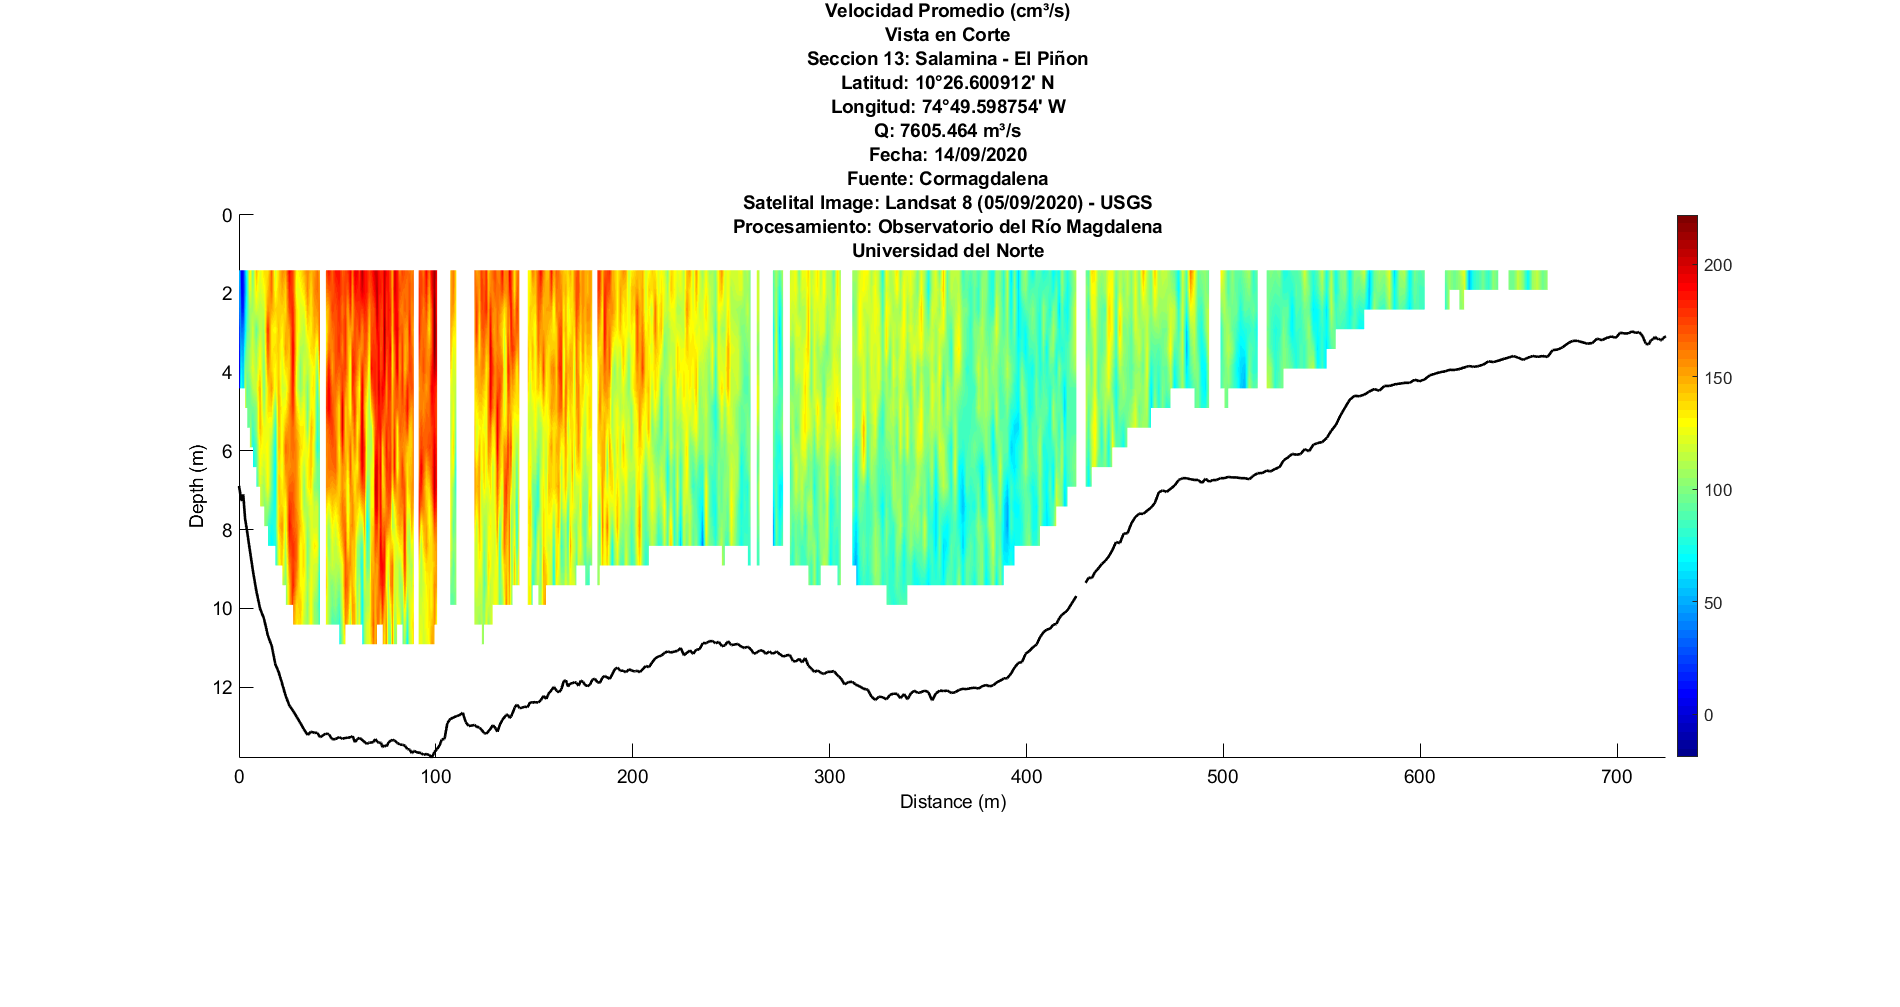 Velocidad Promedio (cm³/s)
Vista en Corte
Seccion 13: Salamina - El Piñon
Latitud: 10°26.600912' N
Longitud: 74°49.598754' W
Q: 7605.464 m³/s
Fecha: 14/09/2020
Fuente: Cormagdalena
Satelital Image: Landsat 8 (05/09/2020) - USGS
Procesamiento: Observatorio del Río Magdalena
Universidad del Norte
0
2
4
6
8
10
12
Depth (m)
0 100 200 300 400 500 600 700
Distance (m)
200
150
100
50
0